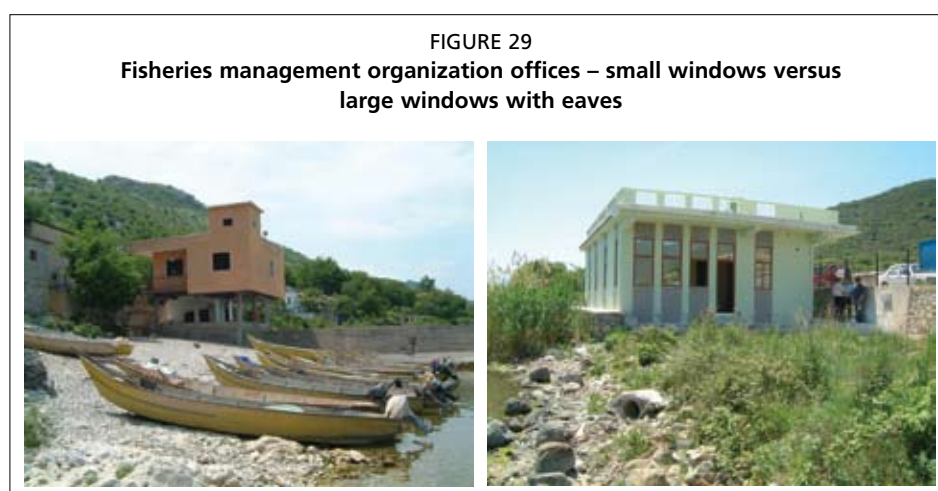 FIGURE 29
Fisheries management organization offices – small windows versus
large windows with eaves